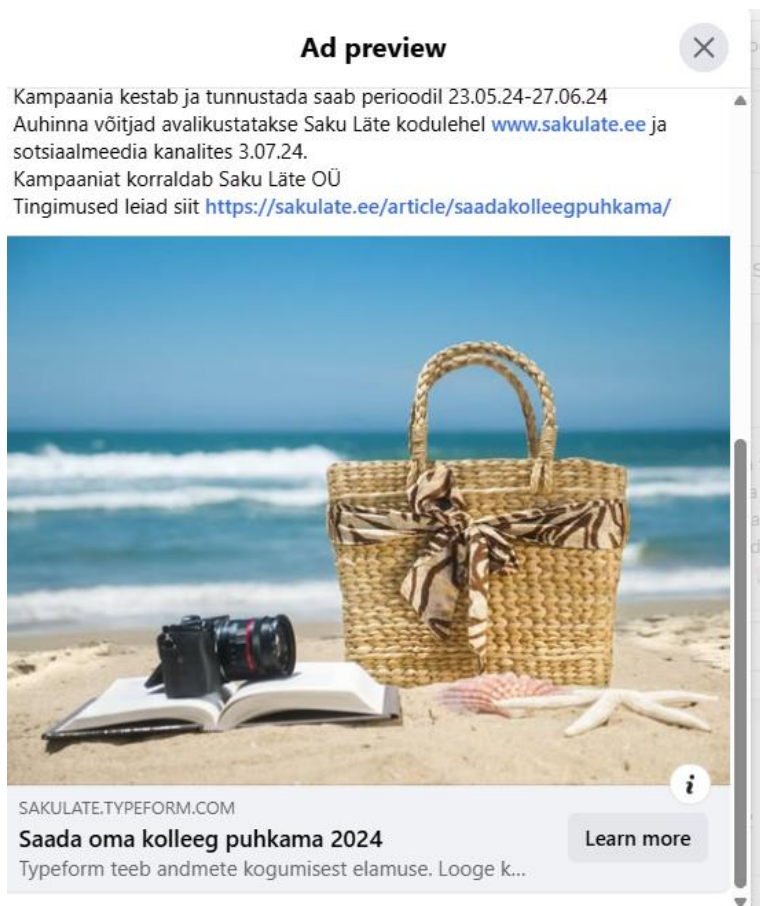 Ad preview
Kampaania kestab ja tunnustada saab perioodil 23.05.24-27.06.24
Auhinna võitjad avalikustatakse Saku Läte kodulehel www.sakulate.ee ja
sotsiaalmeedia kanalites 3.07.24.
Kampaaniat korraldab Saku Läte OÜ
Tingimused leiad siit https://sakulate.ee/article/saadakolleegpuhkama/
SAKULATE.TYPEFORM.COM
Saada oma kolleeg puhkama 2024
Learn more
Typeform teeb andmete kogumisest elamuse. Looge k...